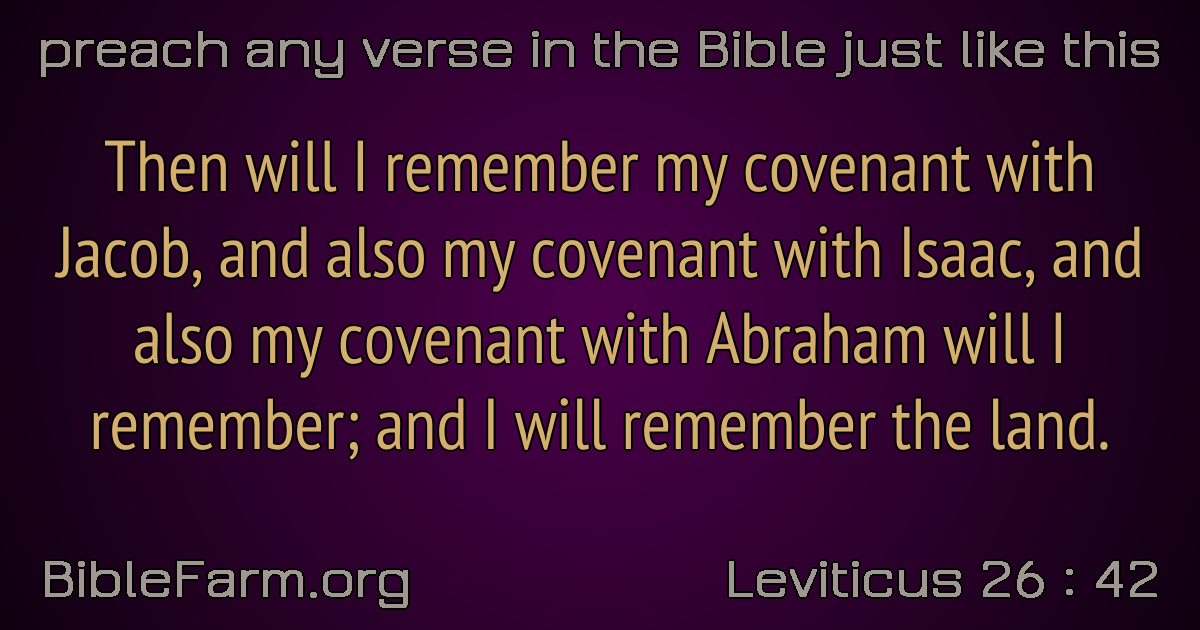 preach any verse in the Bible just like this
Then will I remember my covenant with
Jacob, and also my covenant with Isaac, and
also my covenant with Abraham will I
remember; and I will remember the land.
BibleFarm.org
Leviticus 26 : 42